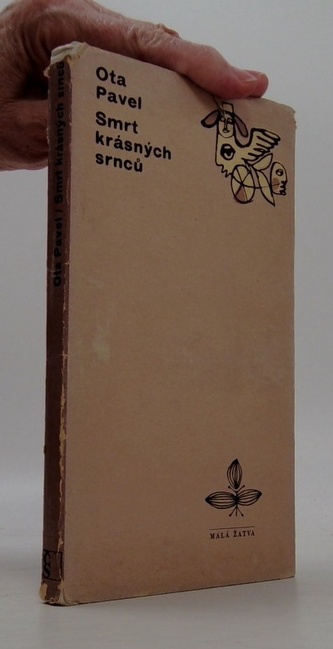 Ota
Pavel
Smrt
krásných
srnců
Ota Pavel / Smrt krásných srnců
MALÁ ŽATVA